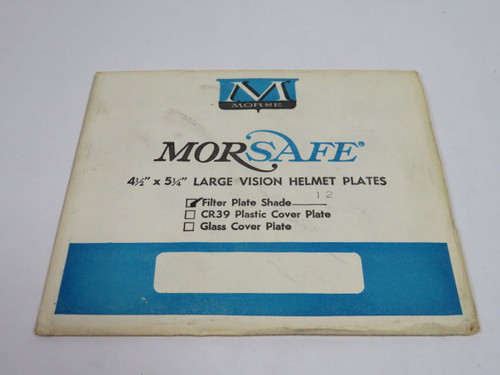 M
MORSE
MORSAFE®
4½" x 5¼" LARGE VISION HELMET PLATES
Filter Plate Shade 12
CR39 Plastic Cover Plate
Glass Cover Plate